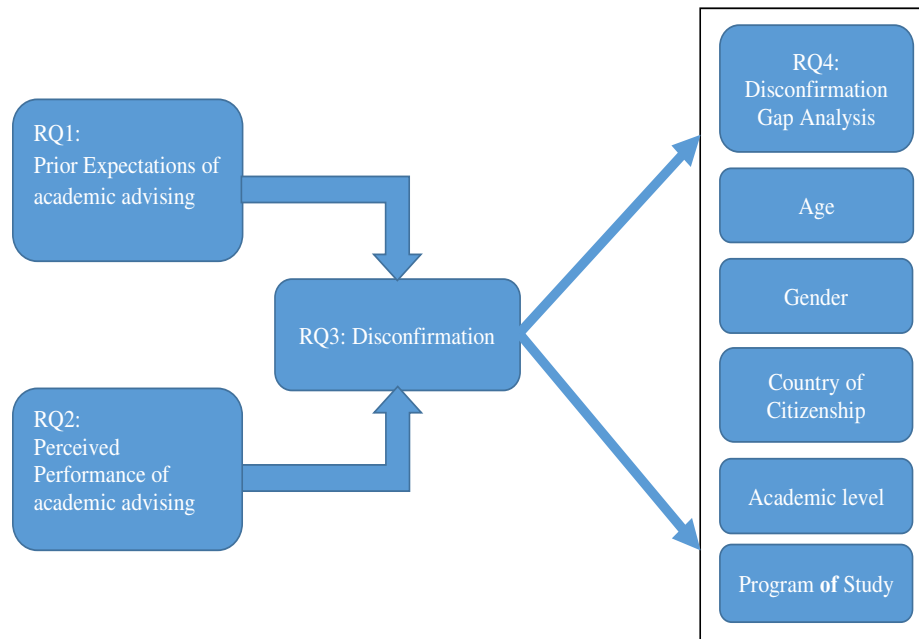 RQ1:
Prior Expectations of
academic advising
RQ2:
Perceived
Performance of
academic advising
RQ3: Disconfirmation
RQ4:
Disconfirmation
Gap Analysis
Age
Gender
Country of
Citizenship
Academic level
Program of Study